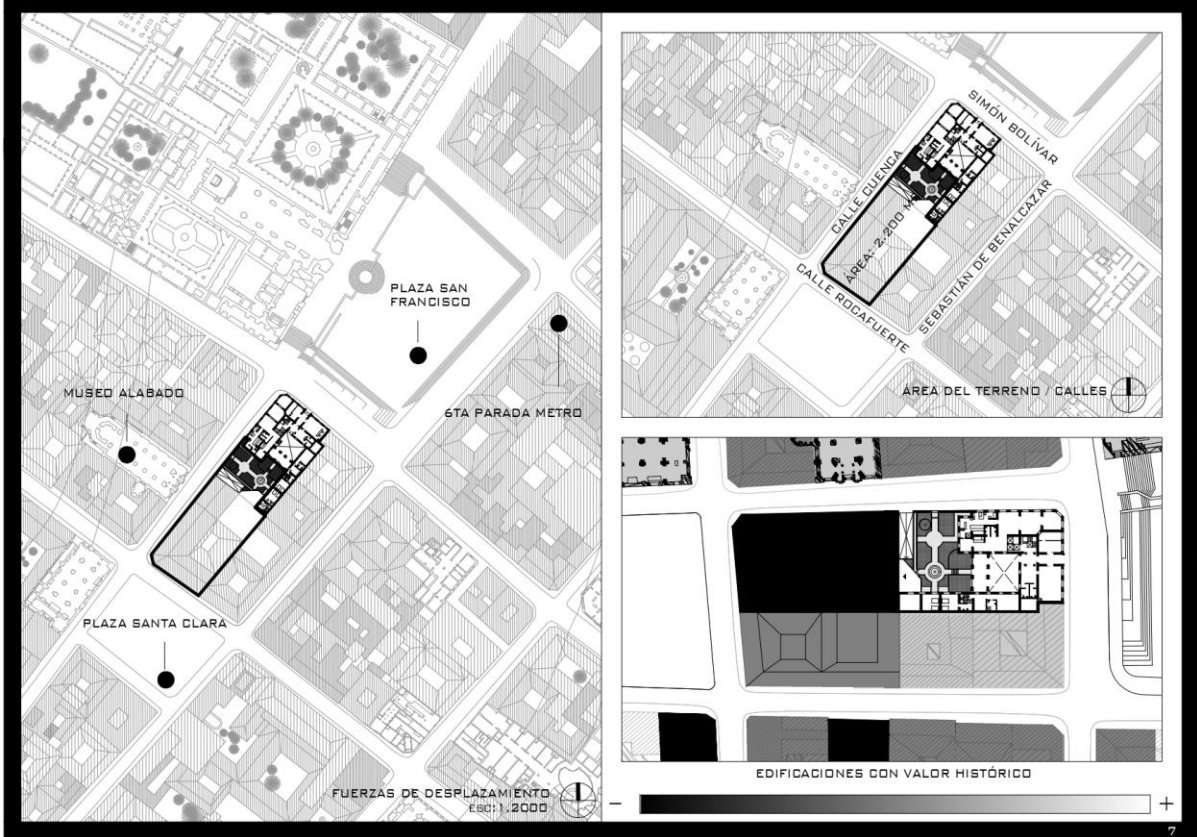 PLAZA SAN
FRANCISCO
MUSEO ALABADO
6TA PARADA METRO
PLAZA SANTA CLARA
FUERZAS DE DESPLAZAMIENTO
ESC:1.2000
SIMÓN BOLÍVAR
CALLE CUENCA
SEBASTIÁN DE BENALCAZAR
ÁREA: 2.200 M
CALLE ROCAFUERTE
ÁREA DEL TERRENO / CALLES
EDIFICACIONES CON VALOR HISTÓRICO
- +
7